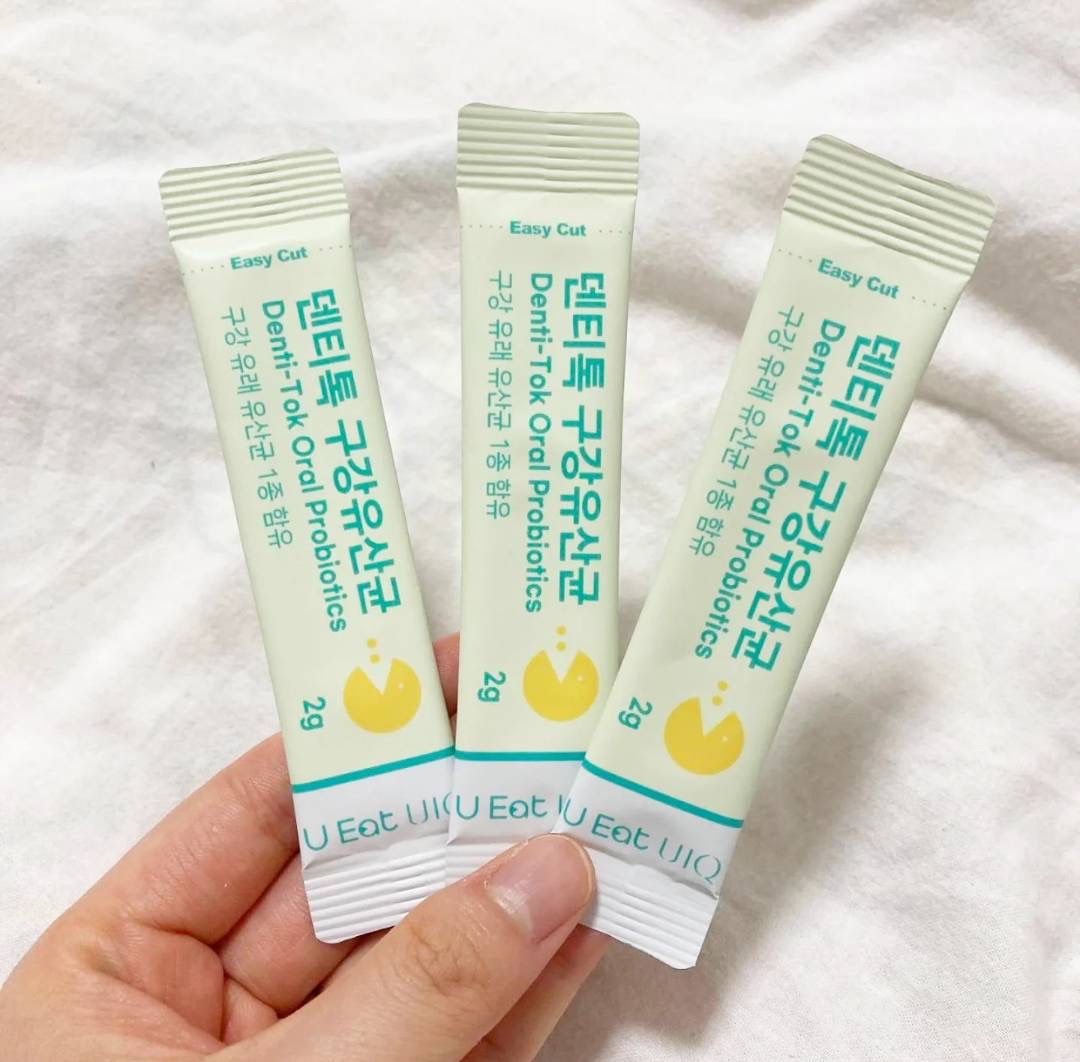 Easy Cut
덴티톡 구강유산균
Denti-Tok Oral Probiotics
구강 유래 유산균 1종 함유
2g
U Eat UIQ
Easy Cut
덴티톡 구강유산균
Denti-Tok Oral Probiotics
구강 유래 유산균 1종 함유
2g
U Eat
Easy Cut
덴티톡 구강유산균
Denti-Tok Oral Probiotics
구강 유래 유산균 1종 함유
2g
U Eat UIQ